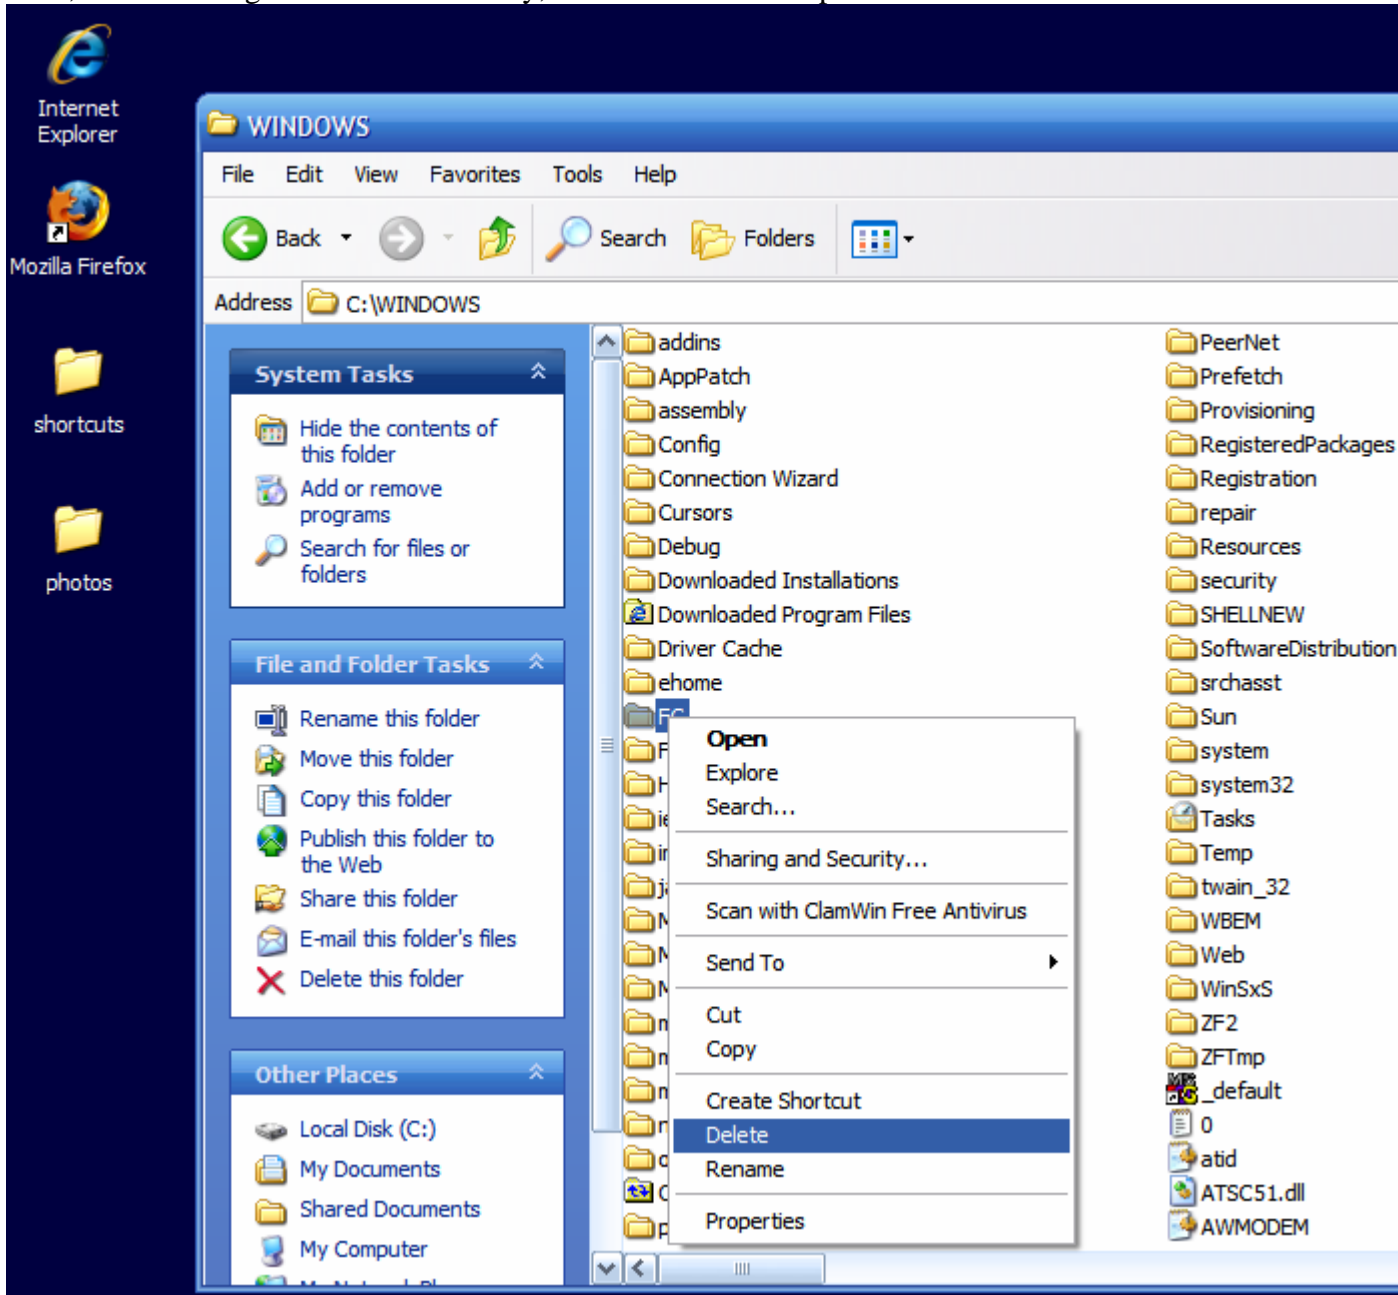 Internet
Explorer
Mozilla Firefox
shortcuts
photos
WINDOWS
File Edit View Favorites Tools Help
Back Search Folders
Address C:\WINDOWS
System Tasks
Hide the contents of
this folder
Add or remove
programs
Search for files or
folders
File and Folder Tasks
Rename this folder
Move this folder
Copy this folder
Publish this folder to
the Web
Share this folder
E-mail this folder's files
Delete this folder
Other Places
Local Disk (C:)
My Documents
Shared Documents
My Computer
addins
AppPatch
assembly
Config
Connection Wizard
Cursors
Debug
Downloaded Installations
Downloaded Program Files
Driver Cache
ehome
Open
Explore
Search...
Sharing and Security...
Scan with ClamWin Free Antivirus
Send To
Cut
Copy
Create Shortcut
Delete
Rename
Properties
PeerNet
Prefetch
Provisioning
RegisteredPackages
Registration
repair
Resources
security
SHELLNEW
SoftwareDistribution
srchasst
Sun
system
system32
Tasks
Temp
twain_32
WBEM
Web
WinSxS
ZF2
ZFTmp
_default
0
atid
ATSC51.dll
AWMODEM